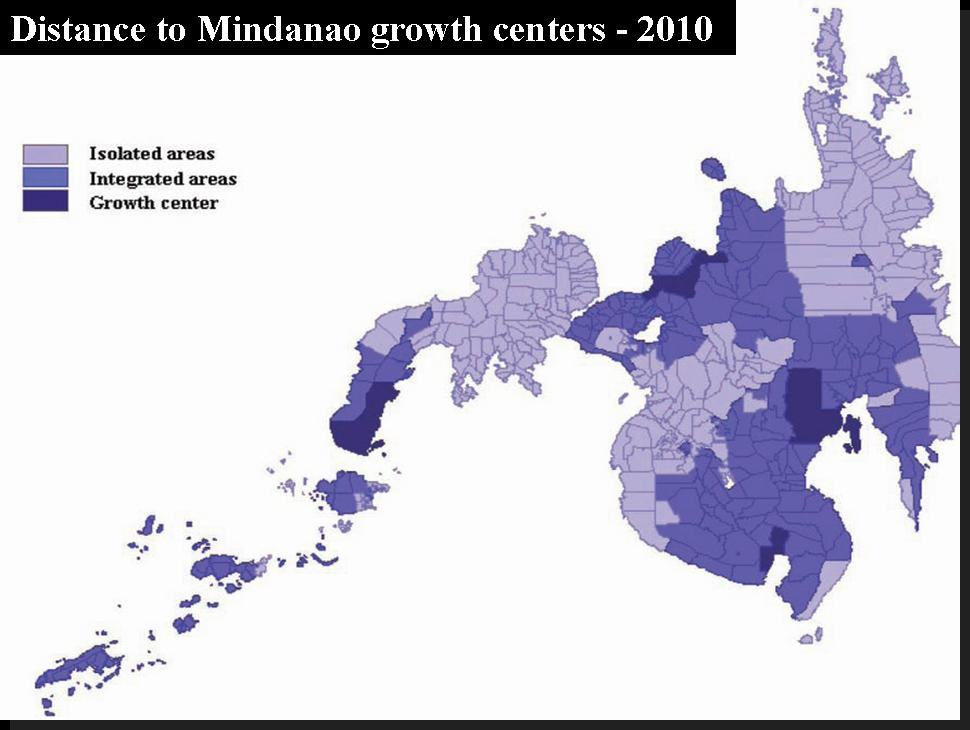 Distance to Mindanao growth centers - 2010
Isolated areas
Integrated areas
Growth center